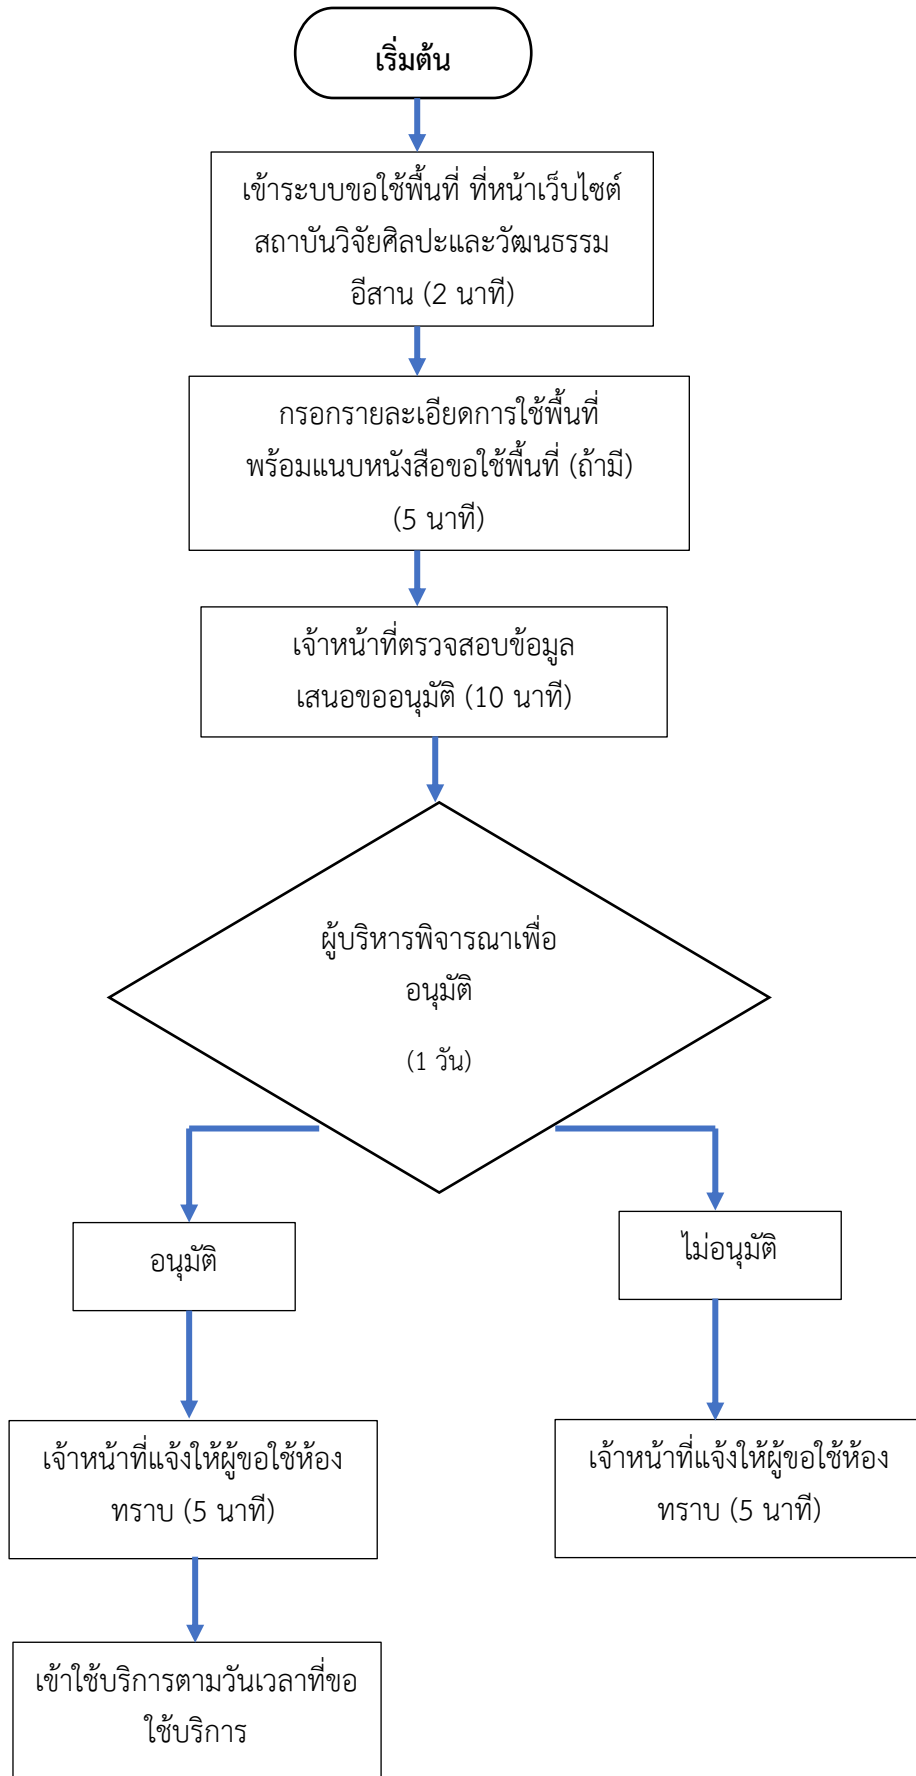 เริ่มต้น
เข้าระบบขอใช้พื้นที่ ที่หน้าเว็บไซต์
สถาบันวิจัยศิลปะและวัฒนธรรม
อีสาน (2 นาที)
กรอกรายละเอียดการใช้พื้นที่
พร้อมแนบหนังสือขอใช้พื้นที่ (ถ้ามี)
(5 นาที)
เจ้าหน้าที่ตรวจสอบข้อมูล
เสนอขออนุมัติ (10 นาที)
ผู้บริหารพิจารณาเพื่อ
อนุมัติ
(1 วัน)
อนุมัติ
ไม่อนุมัติ
เจ้าหน้าที่แจ้งให้ผู้ขอใช้ห้อง
ทราบ (5 นาที)
เจ้าหน้าที่แจ้งให้ผู้ขอใช้ห้อง
ทราบ (5 นาที)
เข้าใช้บริการตามวันเวลาที่ขอ
ใช้บริการ